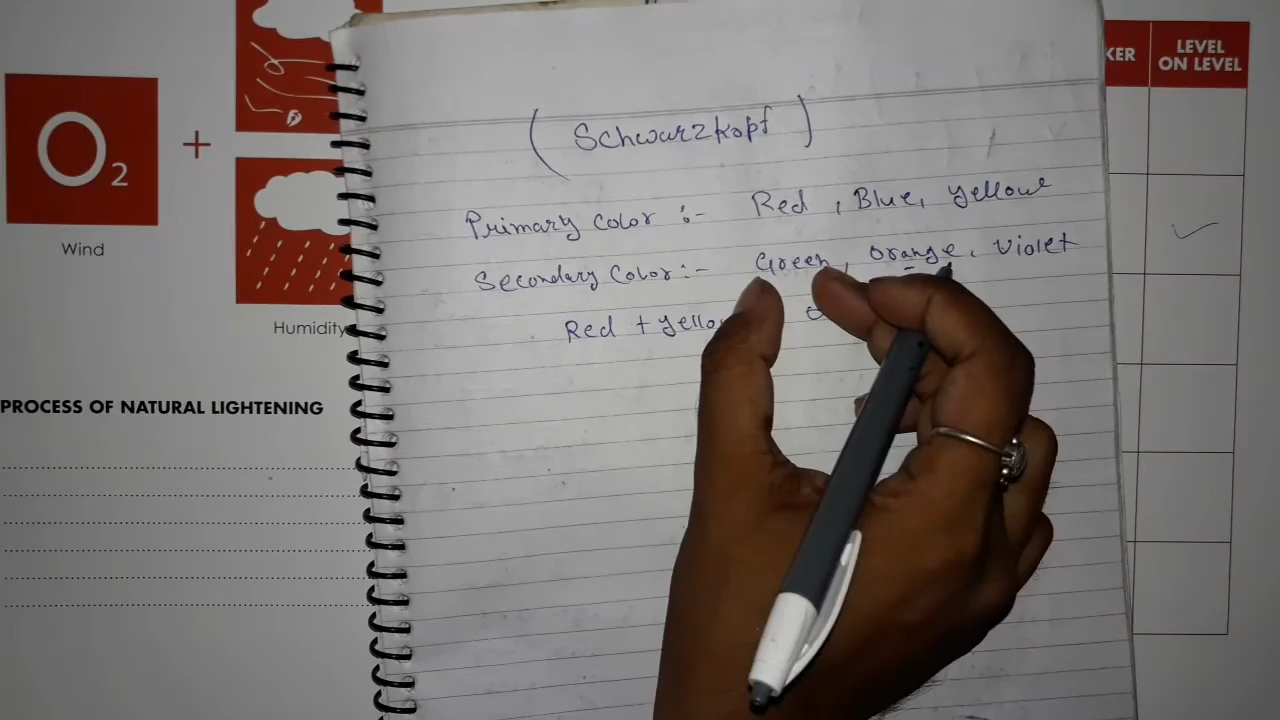 KER
LEVEL
ON LEVEL
O2
+
Wind
Humidity
PROCESS OF NATURAL LIGHTENING
(Schwarzkopf)
Primary Color :- Red , Blue, yellow
Secondary Color :- Green, Orange, Violet
Red + yello